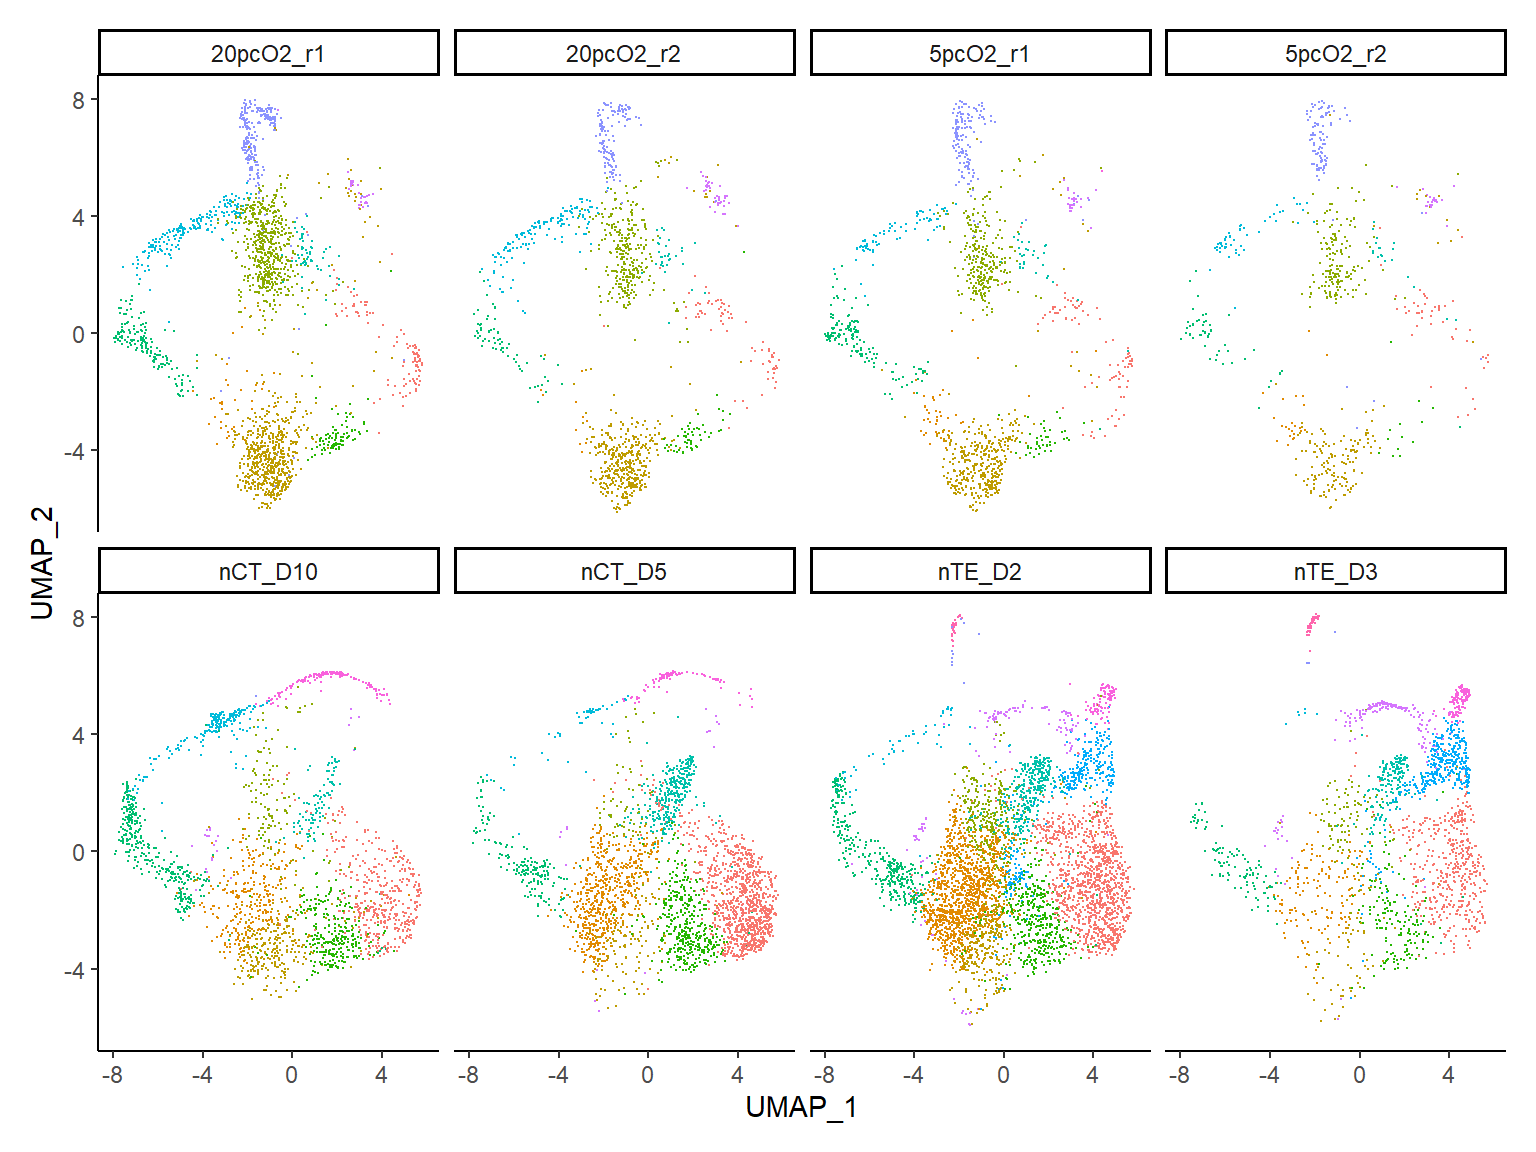 20pcO2_r1
20pcO2_r2
5pcO2_r1
5pcO2_r2
8
4
0
-4
UMAP_2
nCT_D10
nCT_D5
nTE_D2
nTE_D3
8
4
0
-4
-8 -4 0 4
-8 -4 0 4
-8 -4 0 4
-8 -4 0 4
UMAP_1